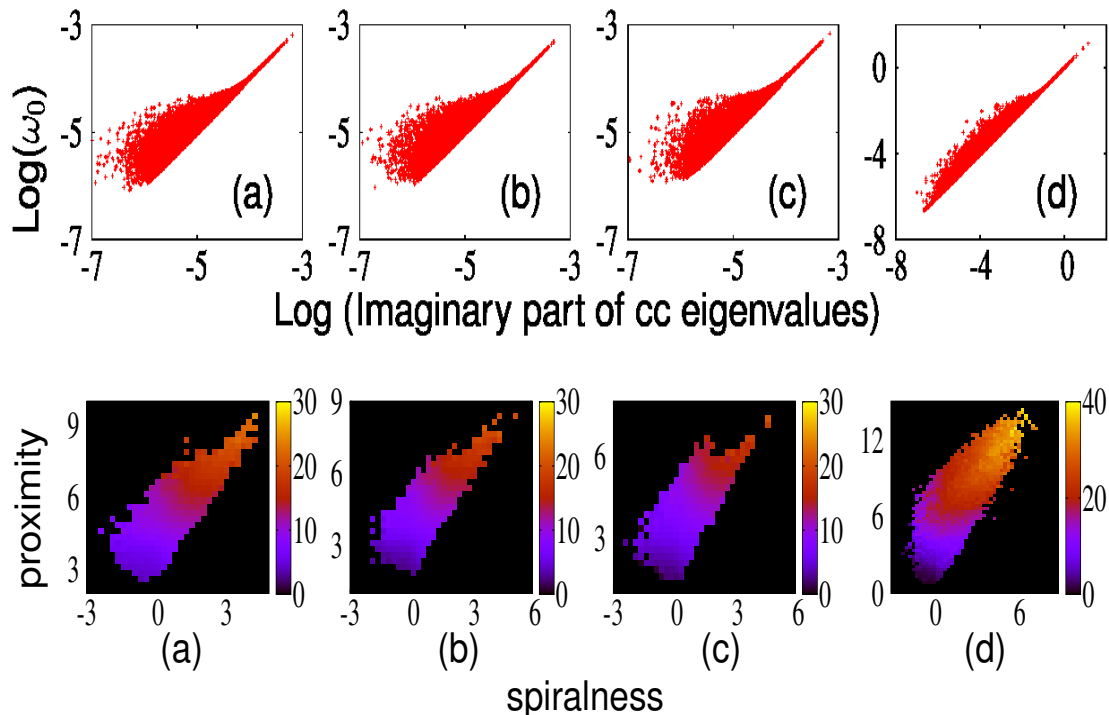 -3 -3 -3 0
Log(ω₀)
-5 -5 -5 -4
(a) (b) (c) (d)
-7 -7 -7 -8
-7 -5 -3 -7 -5 -3 -7 -5 -3 -8 -4 0
Log (Imaginary part of cc eigenvalues)
9 30 9 30 30 40
12
proximity
6 20 6 20 6 20 6 20
10 10 10
3 3 3
0 0 0 0 0
-3 0 3 -3 0 3 6 -3 0 3 6 0 6
(a) (b) (c) (d)
spiralness